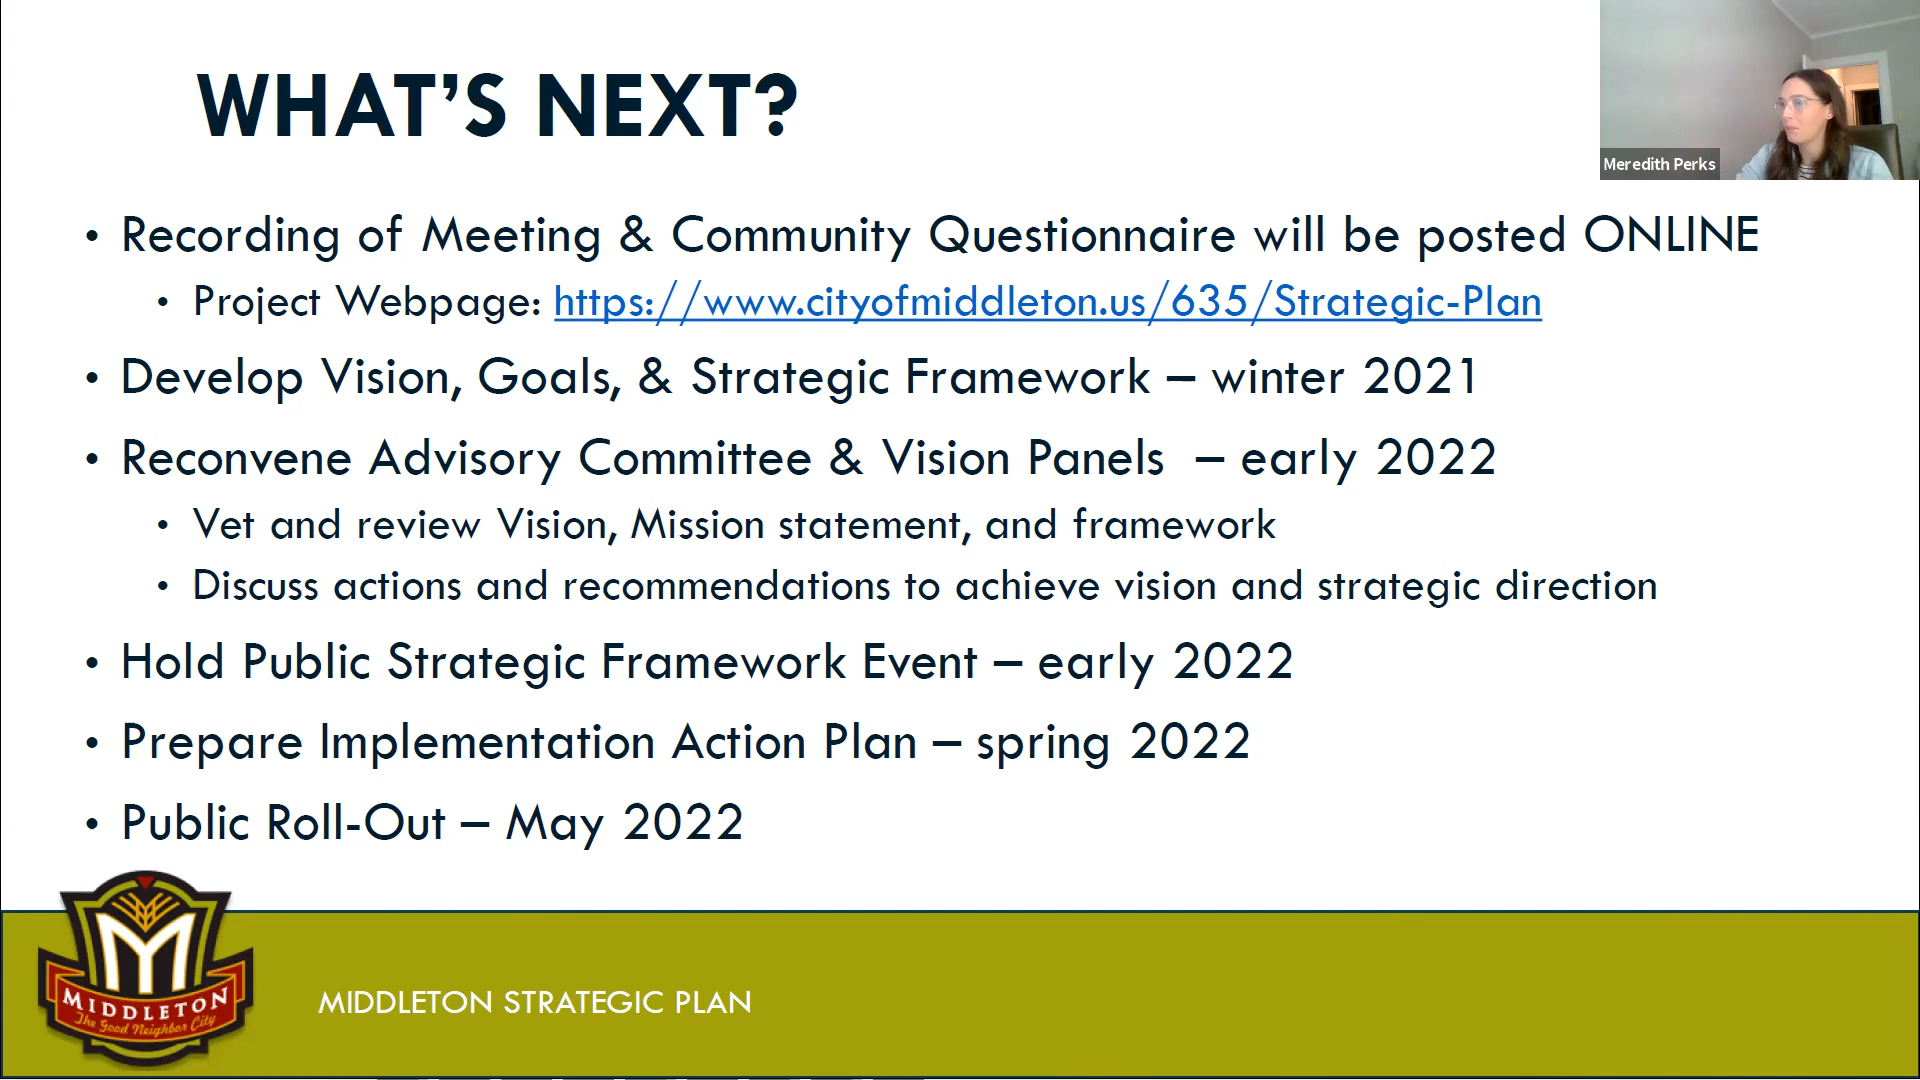 WHAT'S NEXT?
Meredith Perks
• Recording of Meeting & Community Questionnaire will be posted ONLINE
• Project Webpage: https://www.cityofmiddleton.us/635/Strategic-Plan
• Develop Vision, Goals, & Strategic Framework – winter 2021
• Reconvene Advisory Committee & Vision Panels – early 2022
• Vet and review Vision, Mission statement, and framework
• Discuss actions and recommendations to achieve vision and strategic direction
• Hold Public Strategic Framework Event – early 2022
• Prepare Implementation Action Plan – spring 2022
• Public Roll-Out – May 2022
M
MIDDLETON
The Good Neighbor City
MIDDLETON STRATEGIC PLAN